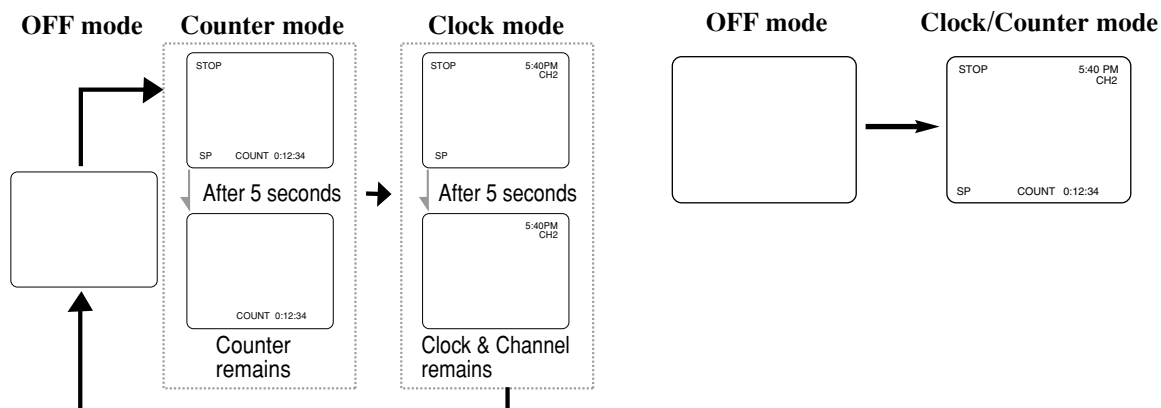 OFF mode
Counter mode
Clock mode
STOP
SP COUNT 0:12:34
After 5 seconds
COUNT 0:12:34
Counter
remains
STOP 5:40PM
CH2
SP
After 5 seconds
5:40PM
CH2
Clock & Channel
remains
OFF mode
Clock/Counter mode
STOP 5:40 PM
CH2
SP COUNT 0:12:34